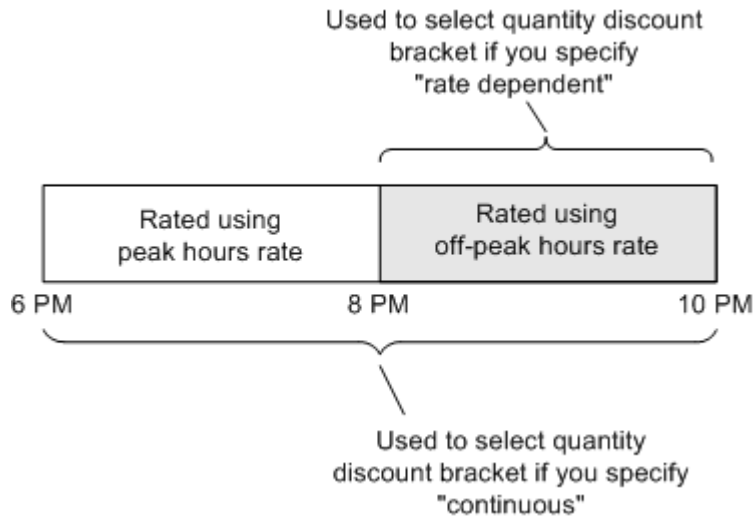 Used to select quantity discount
bracket if you specify
"rate dependent"
Rated using
peak hours rate
Rated using
off-peak hours rate
6 PM
8 PM
10 PM
Used to select quantity
discount bracket if you specify
"continuous"